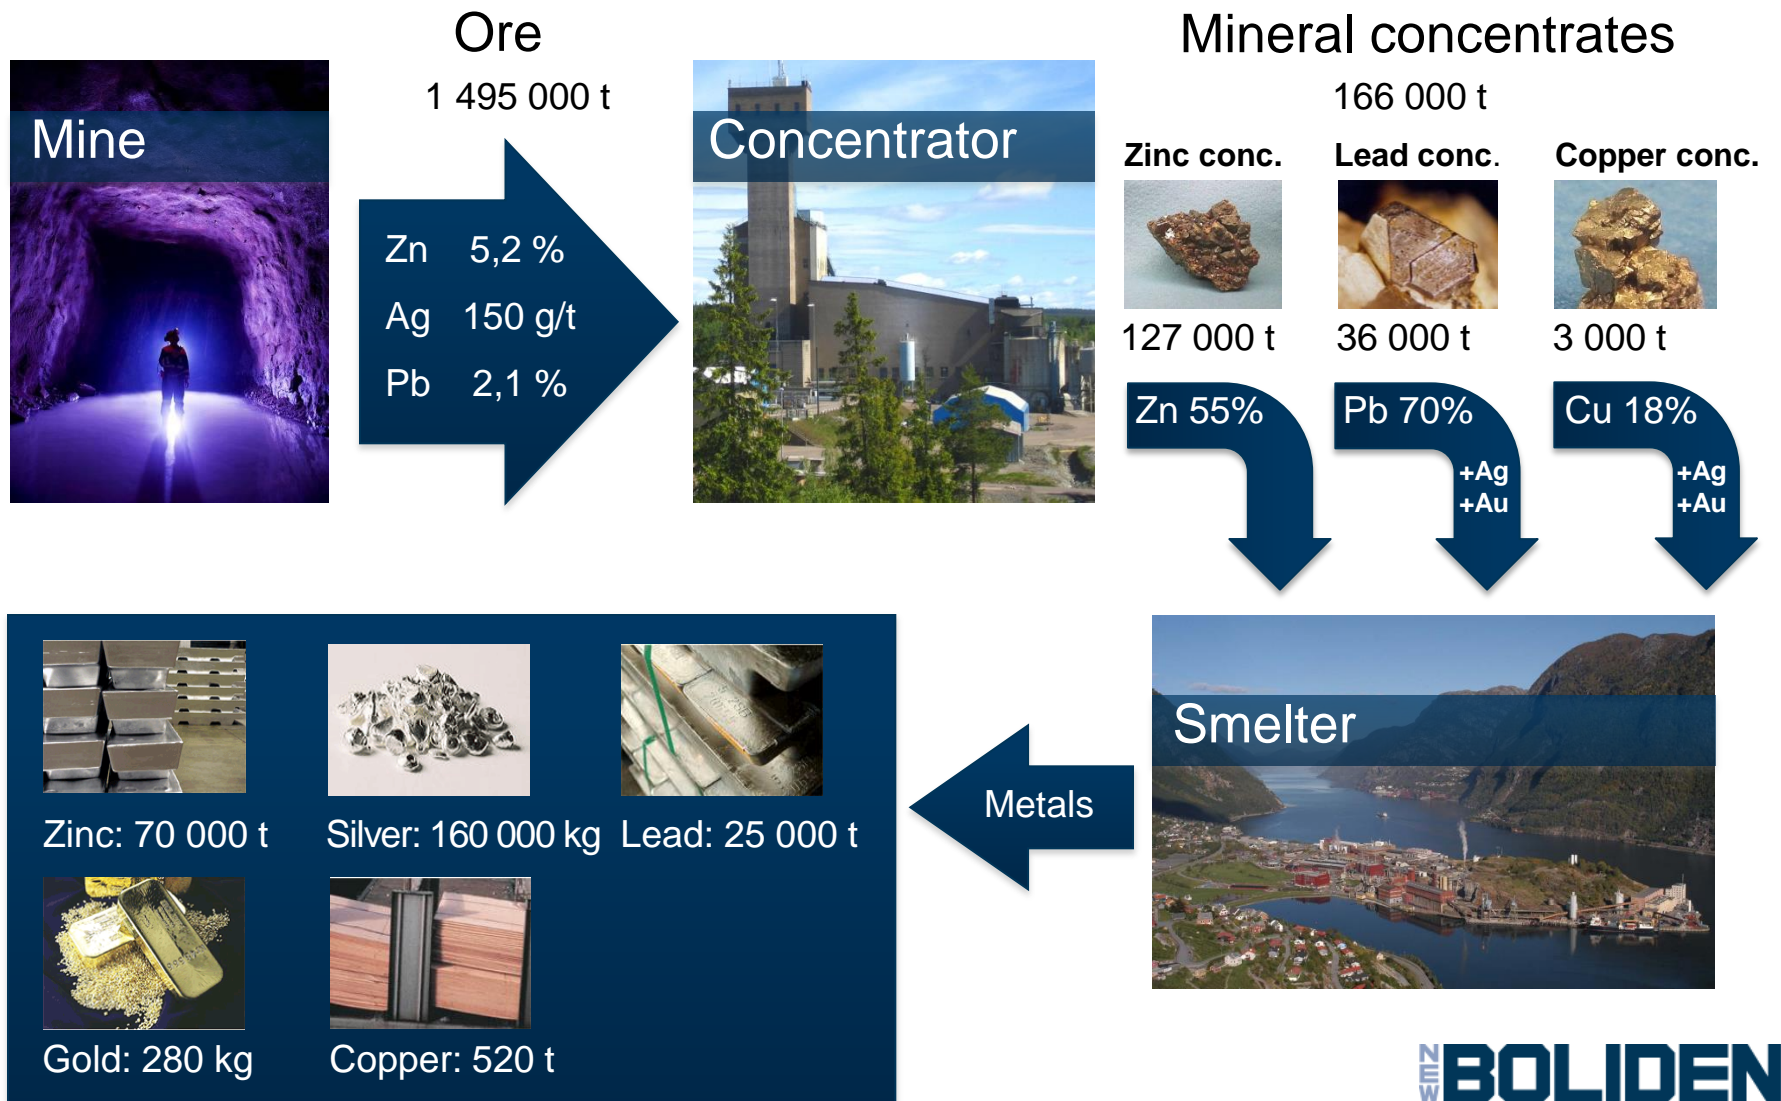 Ore
1 495 000 t
Mine
Zn 5,2 %
Ag 150 g/t
Pb 2,1 %
Concentrator
Mineral concentrates
166 000 t
Zinc conc. Lead conc. Copper conc.
127 000 t 36 000 t 3 000 t
Zn 55% Pb 70% Cu 18%
+Ag +Ag
+Au +Au
Smelter
Metals
Zinc: 70 000 t Silver: 160 000 kg Lead: 25 000 t
Gold: 280 kg Copper: 520 t
NEW BOLIDEN